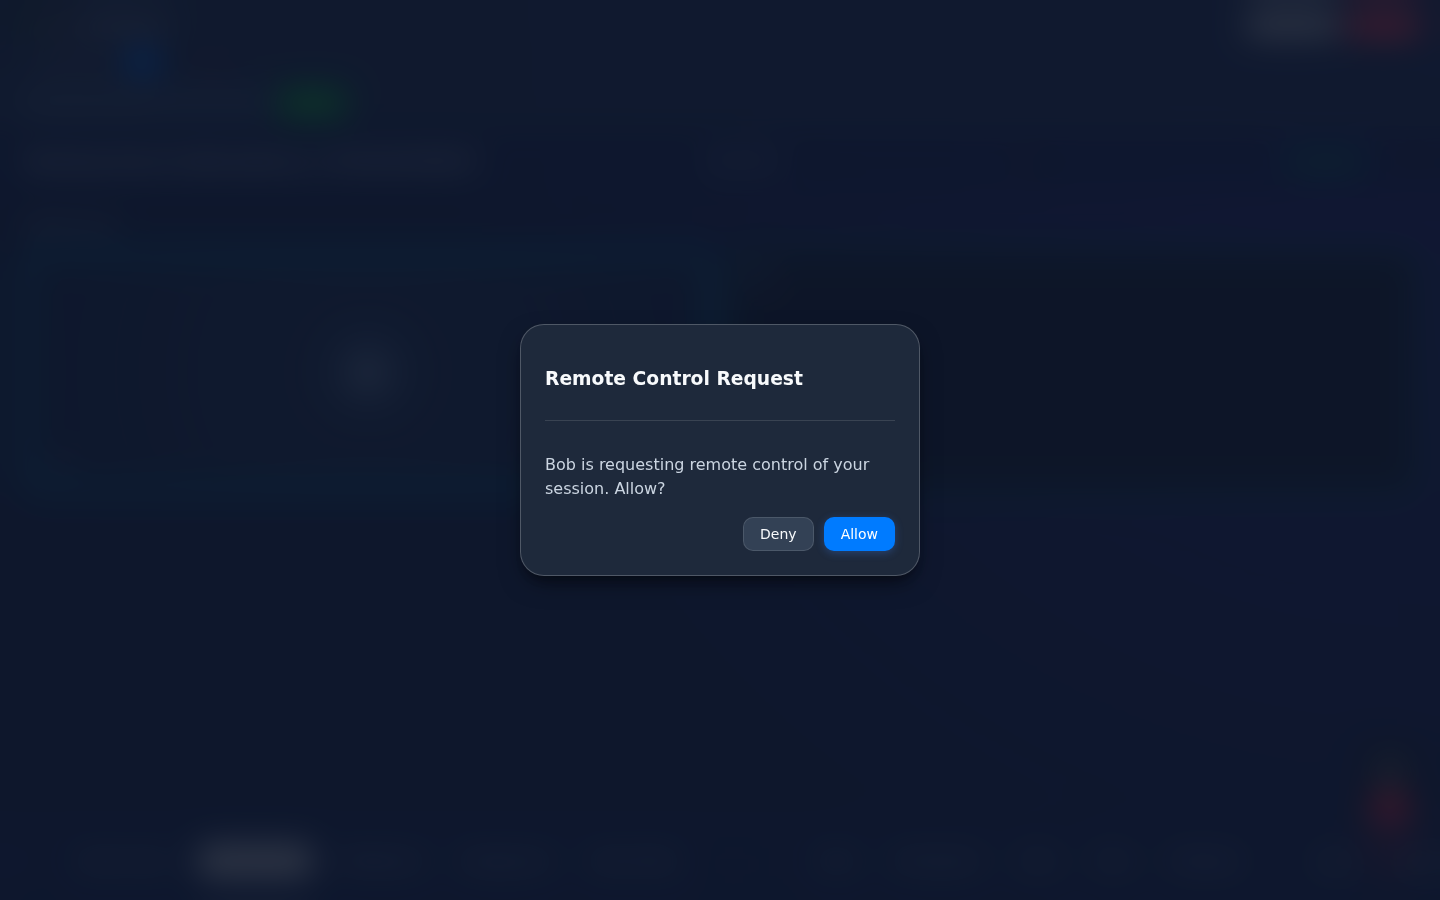 Remote Control Request
Bob is requesting remote control of your
session. Allow?
Deny
Allow